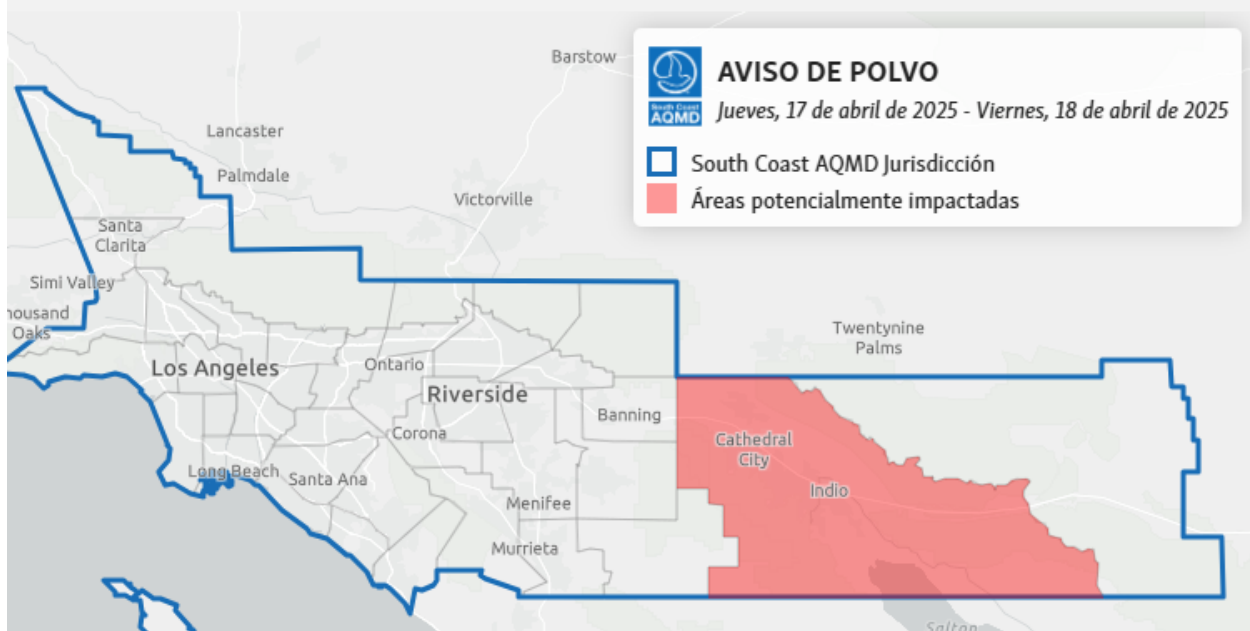 Barstow
South Coast
AQMD
AVISO DE POLVO
Jueves, 17 de abril de 2025 - Viernes, 18 de abril de 2025
South Coast AQMD Jurisdicción
Áreas potencialmente impactadas
Lancaster
Palmdale
Victorville
Santa
Clarita
Simi Valley
housand
Oaks
Twentynine
Palms
Los Angeles
Ontario
Riverside
Banning
Corona
Cathedral
City
Long Beach
Santa Ana
Indio
Menifee
Murrieta
Salton